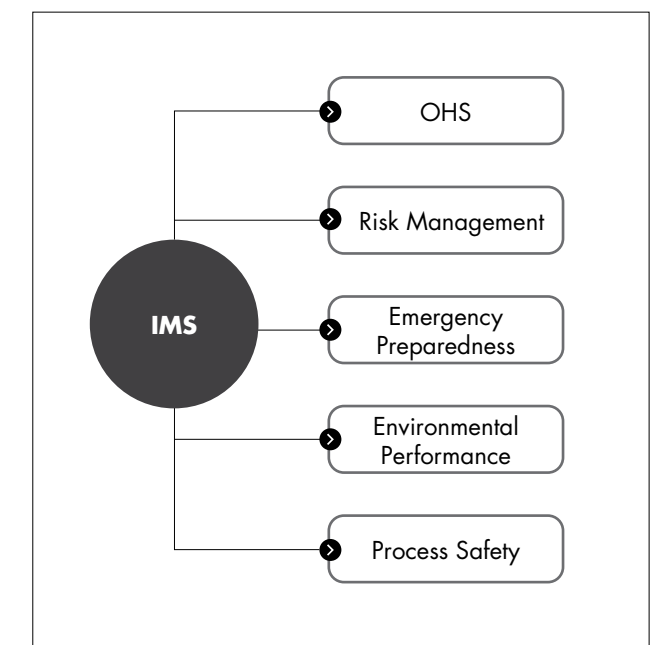 OHS
Risk Management
IMS
Emergency
Preparedness
Environmental
Performance
Process Safety